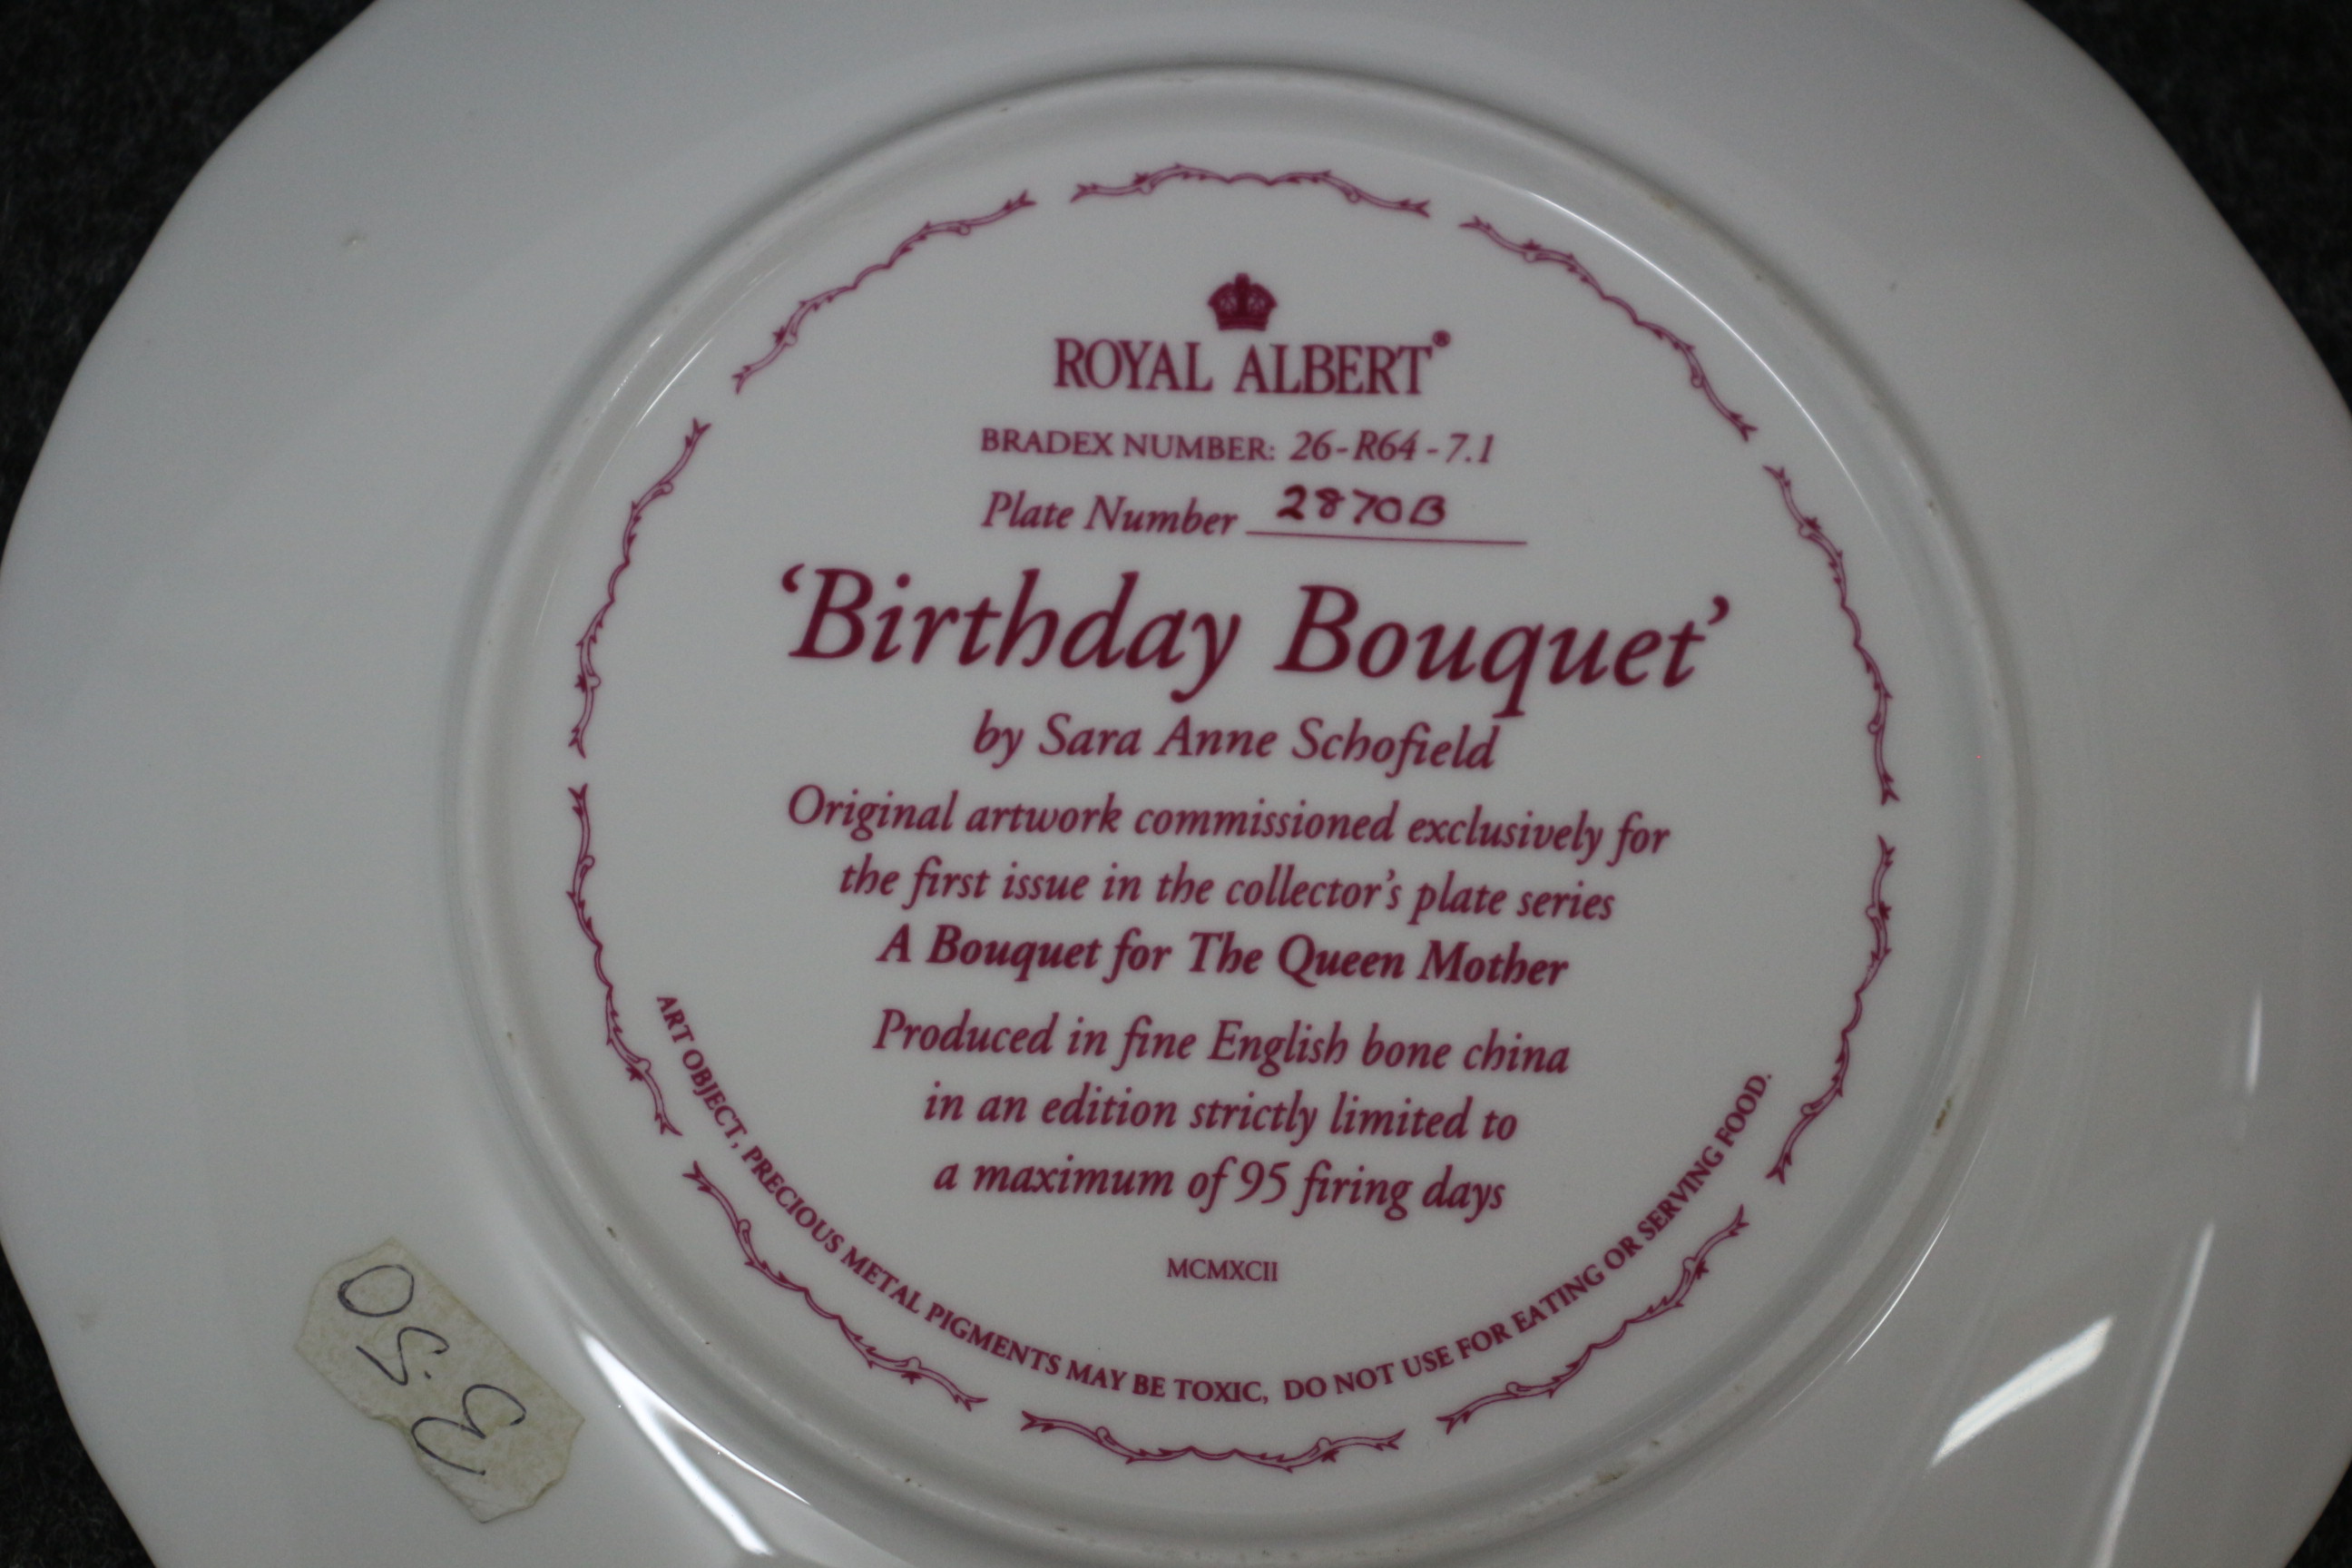 ROYAL ALBERT®
BRADEX NUMBER: 26-R64-7.1
Plate Number 2870B
‘Birthday Bouquet’
by Sara Anne Schofield
Original artwork commissioned exclusively for
the first issue in the collector’s plate series
A Bouquet for The Queen Mother
Produced in fine English bone china
in an edition strictly limited to
a maximum of 95 firing days
MCMXCII
ART OBJECT, PRECIOUS METAL PIGMENTS MAY BE TOXIC, DO NOT USE FOR EATING OR SERVING FOOD.